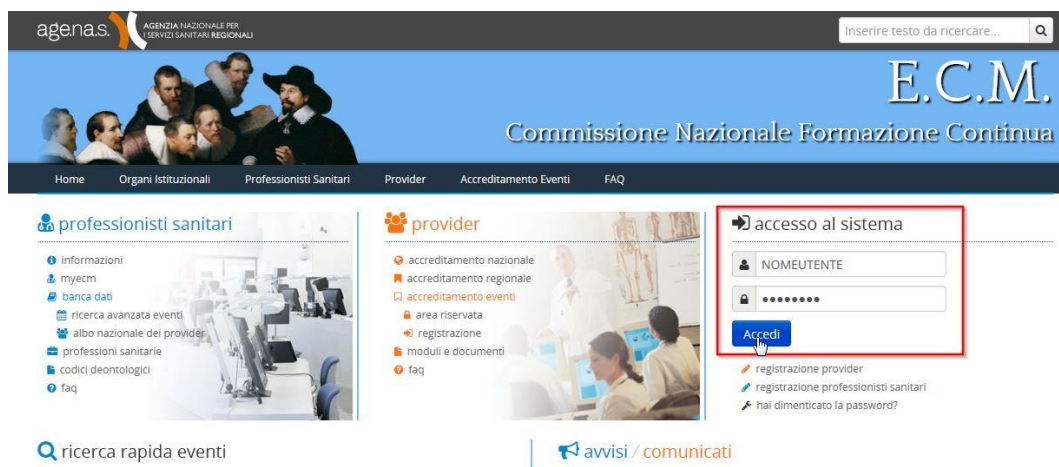 agenas.
AGENZIA NAZIONALE PER
I SERVIZI SANITARI REGIONALI
Inserire testo da ricercare...
E.C.M.
Commissione Nazionale Formazione Continua
Home Organi Istituzionali Professionisti Sanitari Provider Accreditamento Eventi FAQ
professionisti sanitari
informazioni
myecm
banca dati
ricerca avanzata eventi
albo nazionale dei provider
professioni sanitarie
codici deontologici
faq
provider
accreditamento nazionale
accreditamento regionale
accreditamento eventi
area riservata
registrazione
moduli e documenti
faq
accesso al sistema
NOMEUTENTE
••••••••
Accedi
registrazione provider
registrazione professionisti sanitari
hai dimenticato la password?
ricerca rapida eventi
avvisi / comunicati